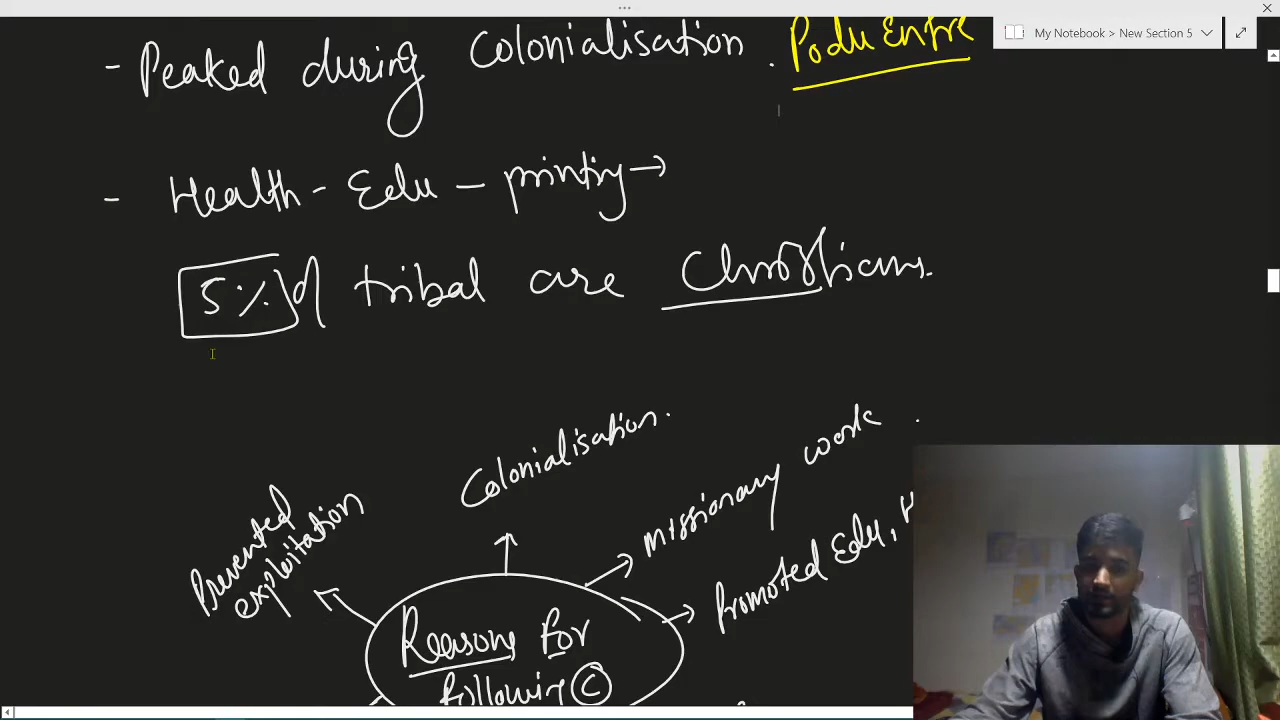 My Notebook > New Section 5
- Peaked during Colonialisation. Podu Entre
- Health - Edu - printing →
5% of tribal are Christians.
Colonialisation.
Missionary work.
Prevented
exploitation
Promoted Edu, H
Reasons for
following C